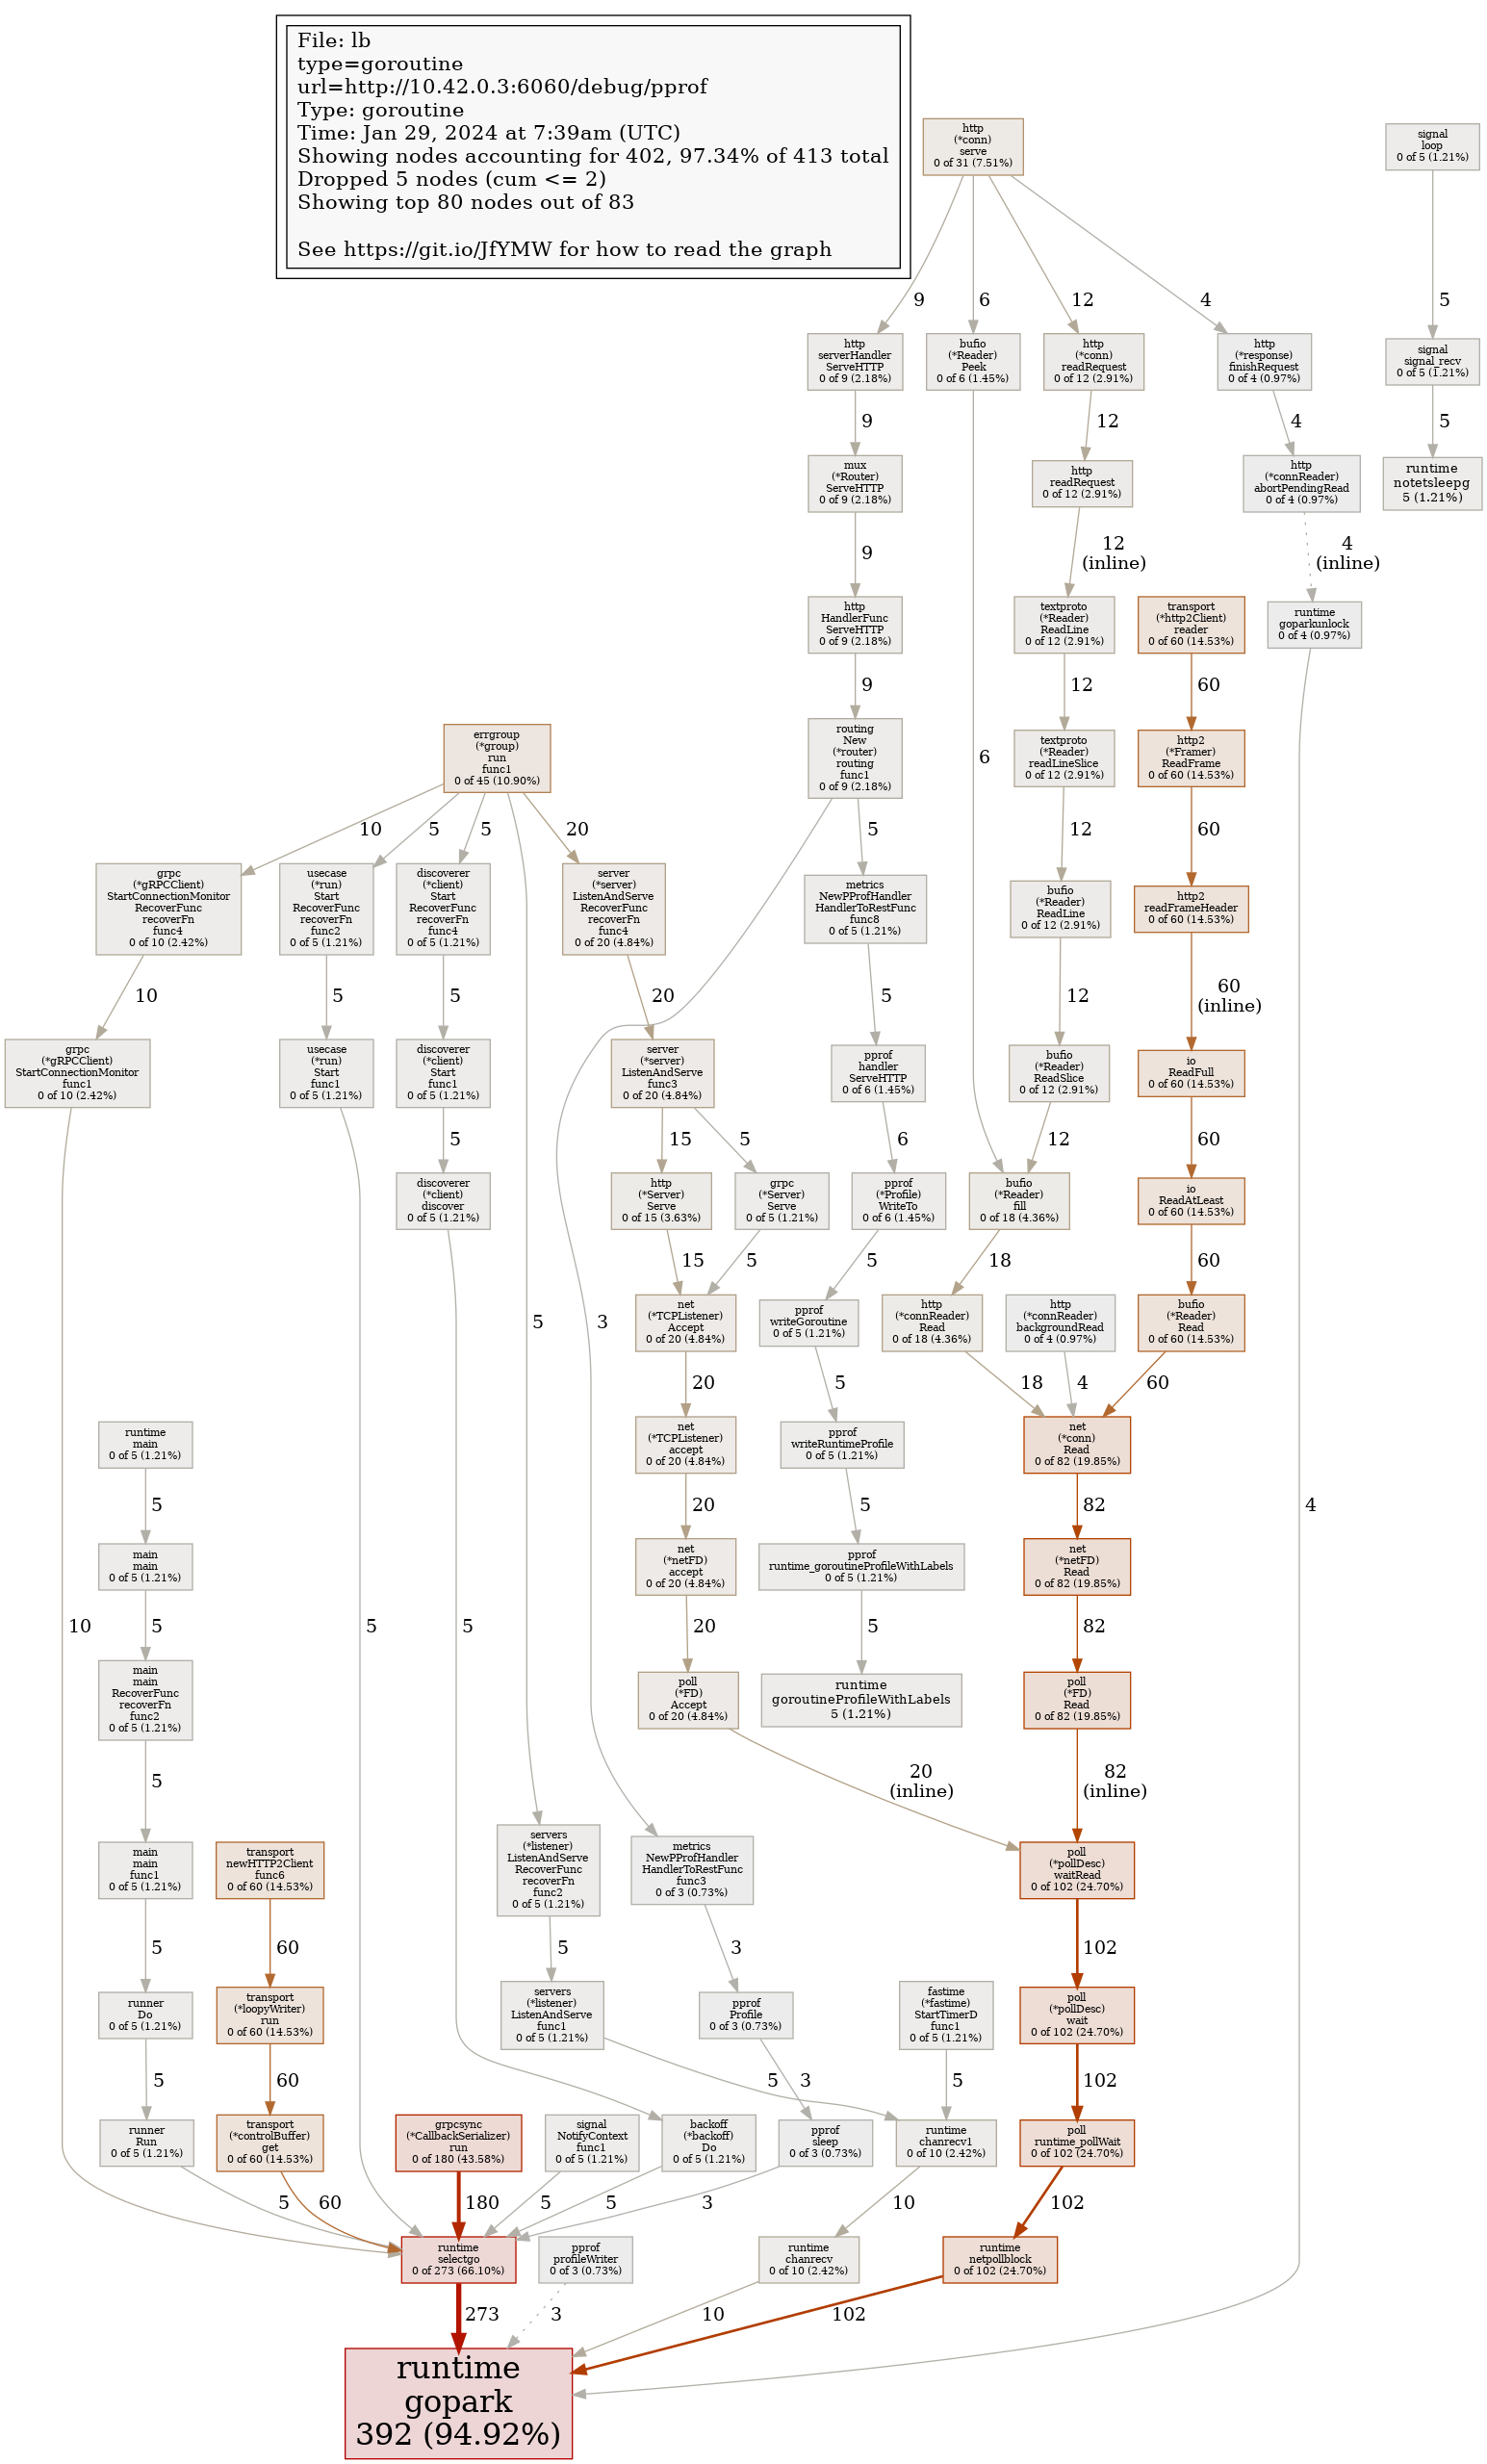 File: lb
type=goroutine
url=http://10.42.0.3:6060/debug/pprof
Type: goroutine
Time: Jan 29, 2024 at 7:39am (UTC)
Showing nodes accounting for 402, 97.34% of 413 total
Dropped 5 nodes (cum <= 2)
Showing top 80 nodes out of 83
See https://git.io/JfYMW for how to read the graph
http
(*conn)
serve
0 of 31 (7.51%)
signal
loop
0 of 5 (1.21%)
9
6
12
4
5
http
serverHandler
ServeHTTP
0 of 9 (2.18%)
bufio
(*Reader)
Peek
0 of 6 (1.45%)
http
(*conn)
readRequest
0 of 12 (2.91%)
http
(*response)
finishRequest
0 of 4 (0.97%)
signal
signal_recv
0 of 5 (1.21%)
9
12
4
5
mux
(*Router)
ServeHTTP
0 of 9 (2.18%)
http
readRequest
0 of 12 (2.91%)
http
(*connReader)
abortPendingRead
0 of 4 (0.97%)
runtime
notetsleepg
5 (1.21%)
9
12
(inline)
4
(inline)
http
HandlerFunc
ServeHTTP
0 of 9 (2.18%)
textproto
(*Reader)
ReadLine
0 of 12 (2.91%)
transport
(*http2Client)
reader
0 of 60 (14.53%)
runtime
goparkunlock
0 of 4 (0.97%)
9
12
60
errgroup
(*group)
run
func1
0 of 45 (10.90%)
routing
New
(*router)
routing
func1
0 of 9 (2.18%)
6
textproto
(*Reader)
readLineSlice
0 of 12 (2.91%)
http2
(*Framer)
ReadFrame
0 of 60 (14.53%)
10
5
5
20
5
12
60
grpc
(*gRPCClient)
StartConnectionMonitor
RecoverFunc
recoverFn
func4
0 of 10 (2.42%)
usecase
(*run)
Start
RecoverFunc
recoverFn
func2
0 of 5 (1.21%)
discoverer
(*client)
Start
RecoverFunc
recoverFn
func4
0 of 5 (1.21%)
server
(*server)
ListenAndServe
RecoverFunc
recoverFn
func4
0 of 20 (4.84%)
metrics
NewPProfHandler
HandlerToRestFunc
func8
0 of 5 (1.21%)
bufio
(*Reader)
ReadLine
0 of 12 (2.91%)
http2
readFrameHeader
0 of 60 (14.53%)
10
5
5
20
5
12
60
(inline)
grpc
(*gRPCClient)
StartConnectionMonitor
func1
0 of 10 (2.42%)
usecase
(*run)
Start
func1
0 of 5 (1.21%)
discoverer
(*client)
Start
func1
0 of 5 (1.21%)
server
(*server)
ListenAndServe
func3
0 of 20 (4.84%)
pprof
handler
ServeHTTP
0 of 6 (1.45%)
bufio
(*Reader)
ReadSlice
0 of 12 (2.91%)
io
ReadFull
0 of 60 (14.53%)
5
15
5
6
12
60
discoverer
(*client)
discover
0 of 5 (1.21%)
http
(*Server)
Serve
0 of 15 (3.63%)
grpc
(*Server)
Serve
0 of 5 (1.21%)
pprof
(*Profile)
WriteTo
0 of 6 (1.45%)
bufio
(*Reader)
fill
0 of 18 (4.36%)
io
ReadAtLeast
0 of 60 (14.53%)
15
5
5
18
60
5
3
net
(*TCPListener)
Accept
0 of 20 (4.84%)
pprof
writeGoroutine
0 of 5 (1.21%)
http
(*connReader)
Read
0 of 18 (4.36%)
http
(*connReader)
backgroundRead
0 of 4 (0.97%)
bufio
(*Reader)
Read
0 of 60 (14.53%)
20
5
18
4
60
runtime
main
0 of 5 (1.21%)
net
(*TCPListener)
accept
0 of 20 (4.84%)
pprof
writeRuntimeProfile
0 of 5 (1.21%)
net
(*conn)
Read
0 of 82 (19.85%)
5
20
5
82
4
main
main
0 of 5 (1.21%)
net
(*netFD)
accept
0 of 20 (4.84%)
pprof
runtime_goroutineProfileWithLabels
0 of 5 (1.21%)
net
(*netFD)
Read
0 of 82 (19.85%)
10
5
5
5
20
5
82
main
main
RecoverFunc
recoverFn
func2
0 of 5 (1.21%)
poll
(*FD)
Accept
0 of 20 (4.84%)
runtime
goroutineProfileWithLabels
5 (1.21%)
poll
(*FD)
Read
0 of 82 (19.85%)
5
20
(inline)
82
(inline)
main
main
func1
0 of 5 (1.21%)
transport
newHTTP2Client
func6
0 of 60 (14.53%)
servers
(*listener)
ListenAndServe
RecoverFunc
recoverFn
func2
0 of 5 (1.21%)
metrics
NewPProfHandler
HandlerToRestFunc
func3
0 of 3 (0.73%)
poll
(*pollDesc)
waitRead
0 of 102 (24.70%)
5
60
5
3
102
runner
Do
0 of 5 (1.21%)
transport
(*loopyWriter)
run
0 of 60 (14.53%)
servers
(*listener)
ListenAndServe
func1
0 of 5 (1.21%)
pprof
Profile
0 of 3 (0.73%)
fastime
(*fastime)
StartTimerD
func1
0 of 5 (1.21%)
poll
(*pollDesc)
wait
0 of 102 (24.70%)
5
60
5
3
5
102
runner
Run
0 of 5 (1.21%)
transport
(*controlBuffer)
get
0 of 60 (14.53%)
grpcsync
(*CallbackSerializer)
run
0 of 180 (43.58%)
signal
NotifyContext
func1
0 of 5 (1.21%)
backoff
(*backoff)
Do
0 of 5 (1.21%)
pprof
sleep
0 of 3 (0.73%)
runtime
chanrecv1
0 of 10 (2.42%)
poll
runtime_pollWait
0 of 102 (24.70%)
5
60
180
5
5
3
10
102
runtime
selectgo
0 of 273 (66.10%)
pprof
profileWriter
0 of 3 (0.73%)
runtime
chanrecv
0 of 10 (2.42%)
runtime
netpollblock
0 of 102 (24.70%)
273
3
10
102
runtime
gopark
392 (94.92%)